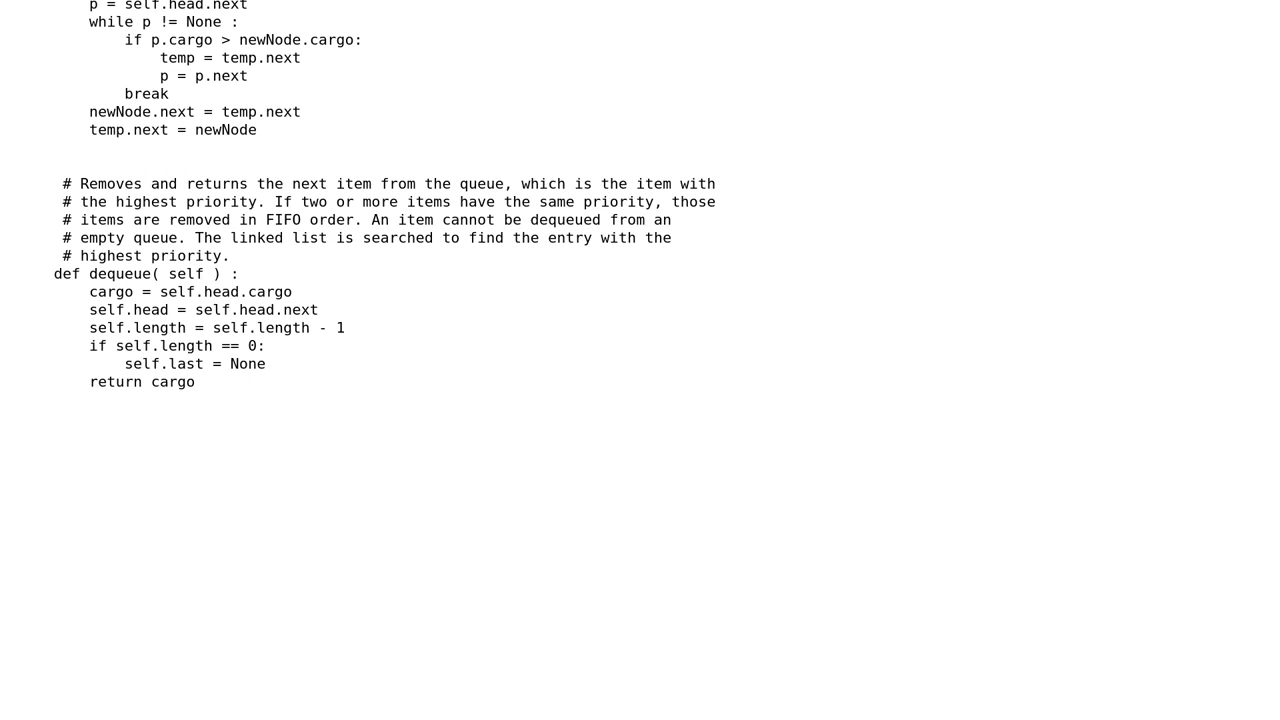 p = self.head.next
while p != None :
if p.cargo > newNode.cargo:
temp = temp.next
p = p.next
break
newNode.next = temp.next
temp.next = newNode
# Removes and returns the next item from the queue, which is the item with
# the highest priority. If two or more items have the same priority, those
# items are removed in FIFO order. An item cannot be dequeued from an
# empty queue. The linked list is searched to find the entry with the
# highest priority.
def dequeue( self ) :
cargo = self.head.cargo
self.head = self.head.next
self.length = self.length - 1
if self.length == 0:
self.last = None
return cargo